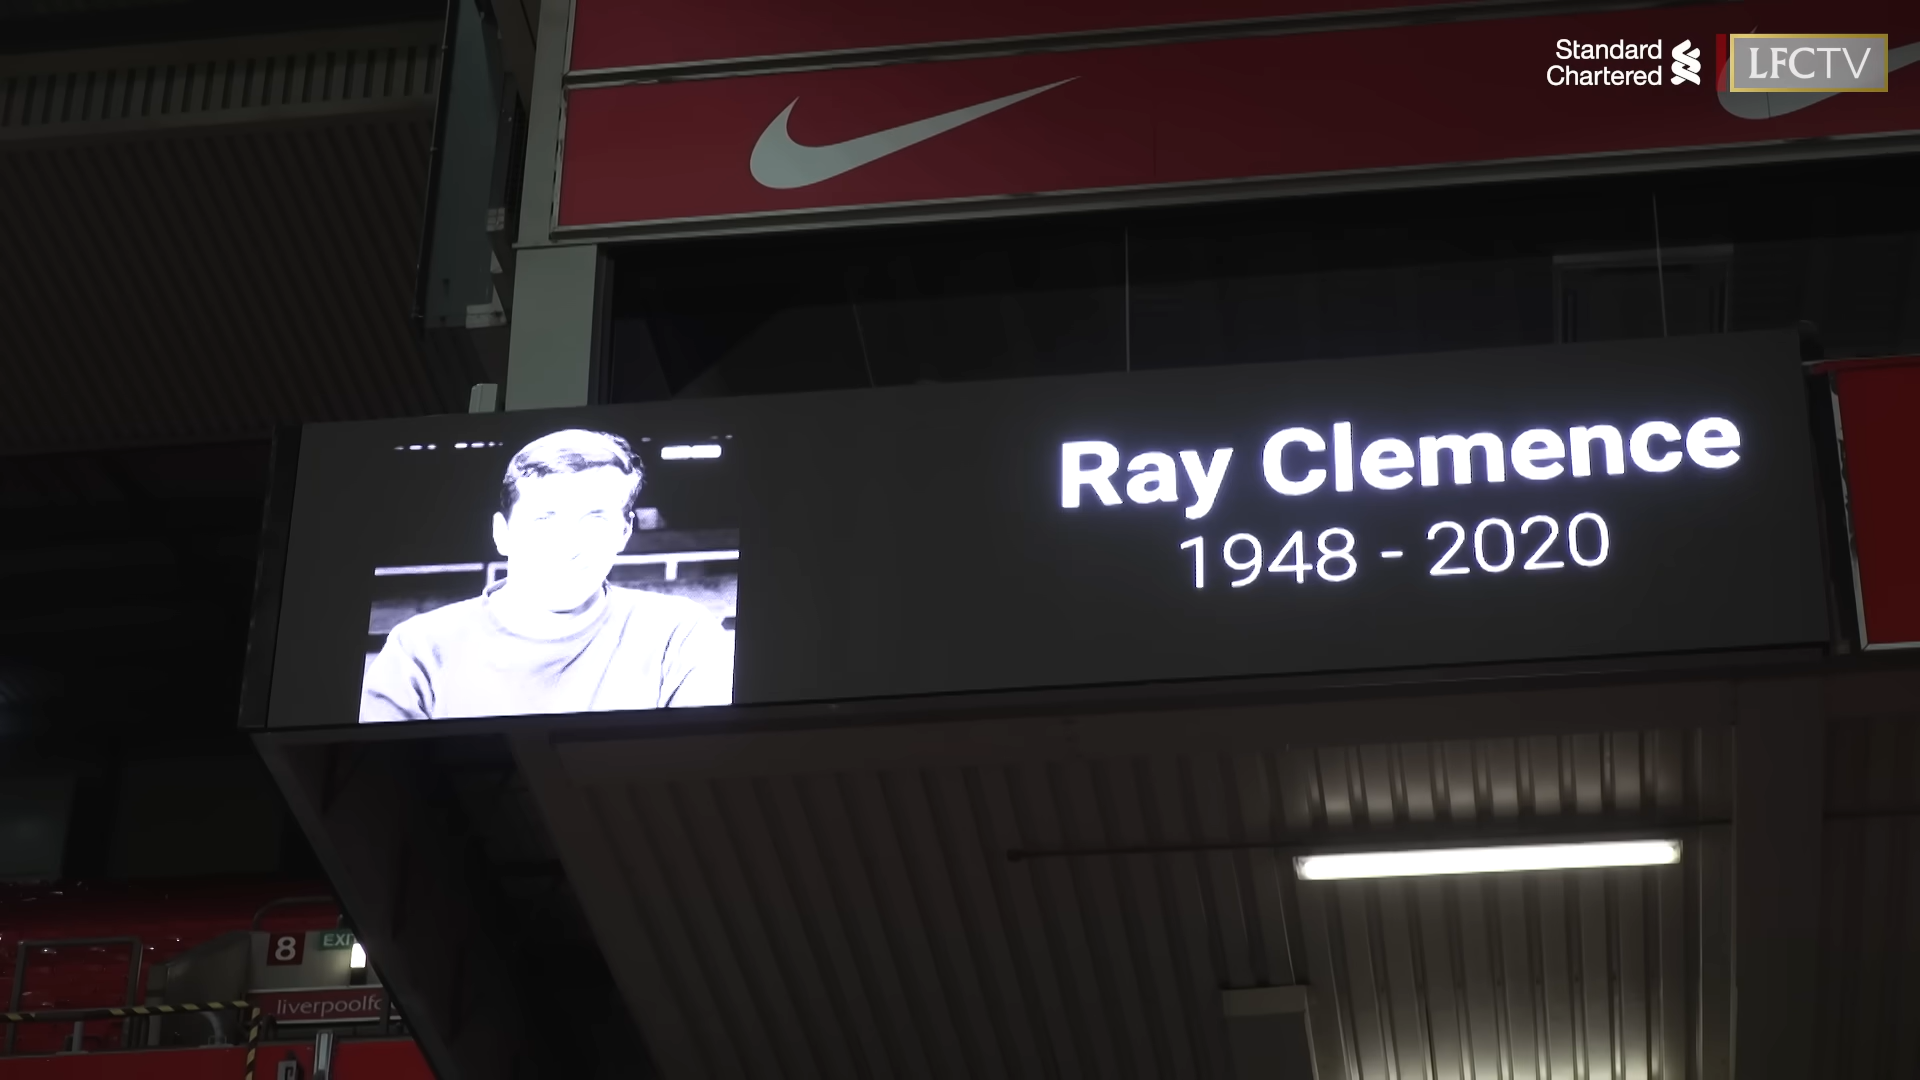 Standard
Chartered
LFCTV
Ray Clemence
1948 - 2020
8
EXI
liverpoolfc